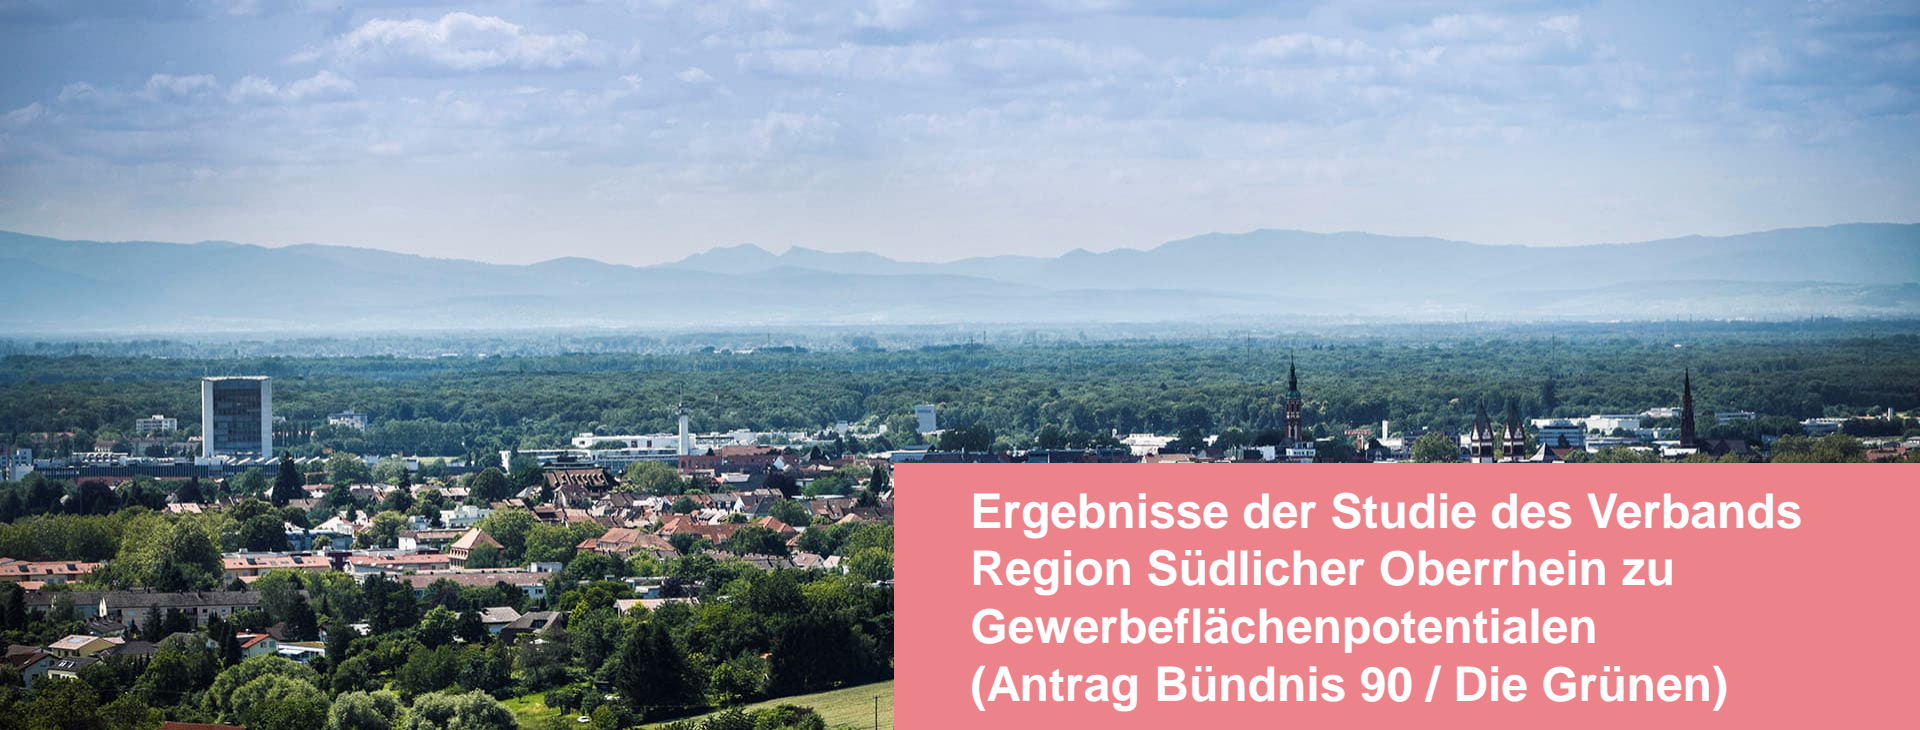 Ergebnisse der Studie des Verbands
Region Südlicher Oberrhein zu
Gewerbeflächenpotentialen
(Antrag Bündnis 90 / Die Grünen)